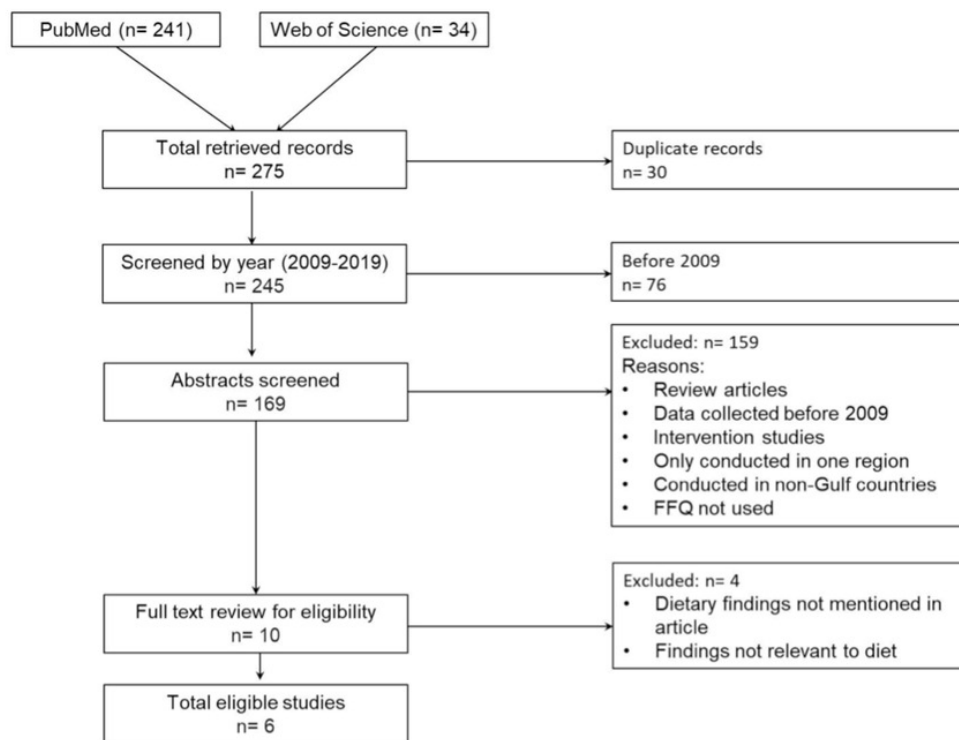 PubMed (n= 241)
Web of Science (n= 34)
Total retrieved records
n= 275
Duplicate records
n= 30
Screened by year (2009-2019)
n= 245
Before 2009
n= 76
Abstracts screened
n= 169
Excluded: n= 159
Reasons:
• Review articles
• Data collected before 2009
• Intervention studies
• Only conducted in one region
• Conducted in non-Gulf countries
• FFQ not used
Full text review for eligibility
n= 10
Excluded: n= 4
• Dietary findings not mentioned in
article
• Findings not relevant to diet
Total eligible studies
n= 6